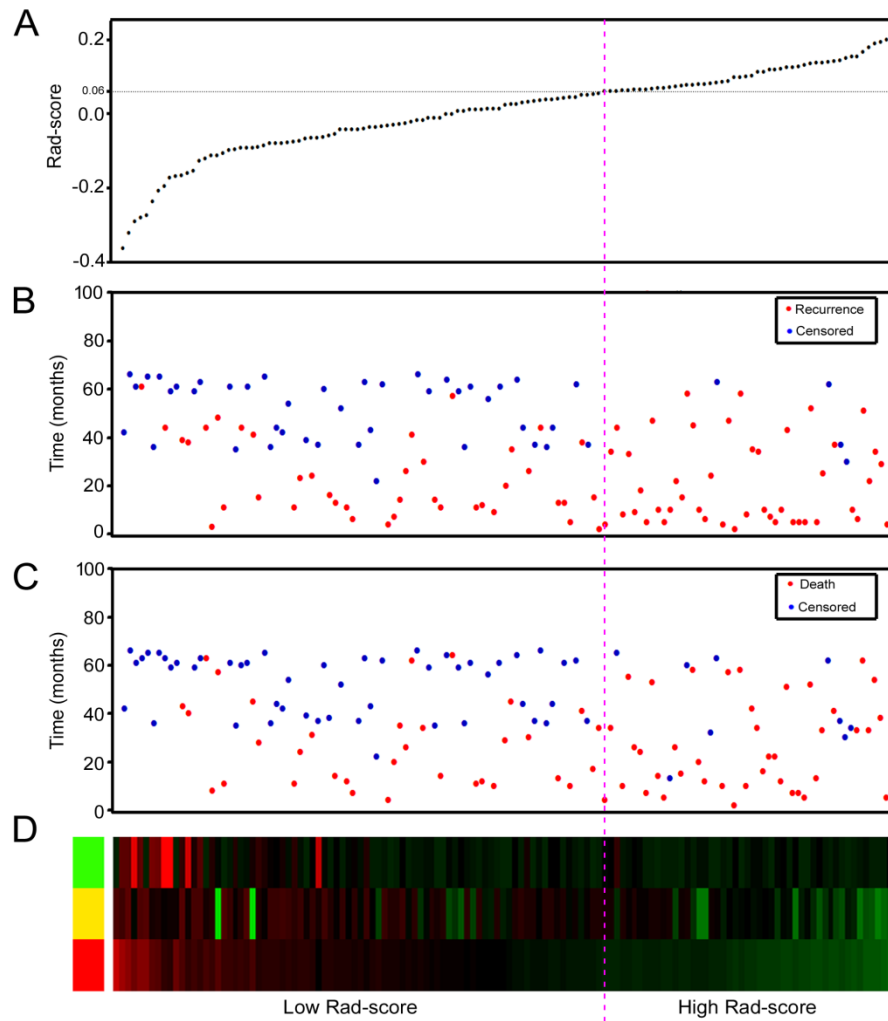 A
Rad-score
0.2
0.06
0.0
-0.2
-0.4
B
Time (months)
100
80
60
40
20
0
Recurrence
Censored
C
Time (months)
100
80
60
40
20
0
Death
Censored
D
Low Rad-score
High Rad-score